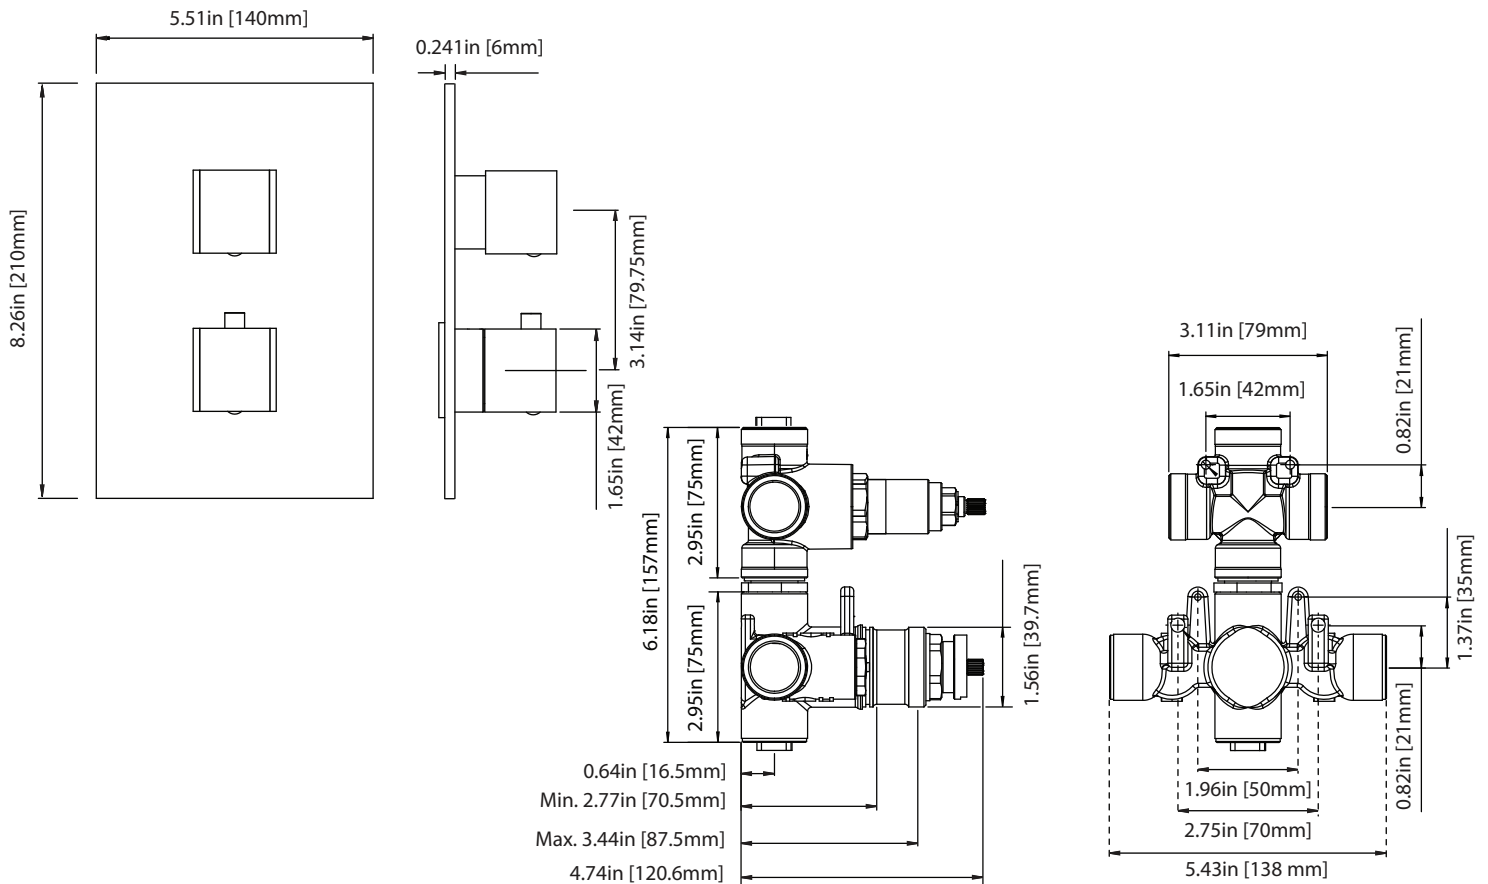 5.51in [140mm]
0.241in [6mm]
8.26in [210mm]
3.14in [79.75mm]
1.65in [42mm]
3.11in [79mm]
1.65in [42mm]
0.82in [21mm]
2.95in [75mm]
6.18in [157mm]
2.95in [75mm]
1.56in [39.7mm]
1.37in [35mm]
0.82in [21mm]
0.64in [16.5mm]
Min. 2.77in [70.5mm]
Max. 3.44in [87.5mm]
4.74in [120.6mm]
1.96in [50mm]
2.75in [70mm]
5.43in [138 mm]